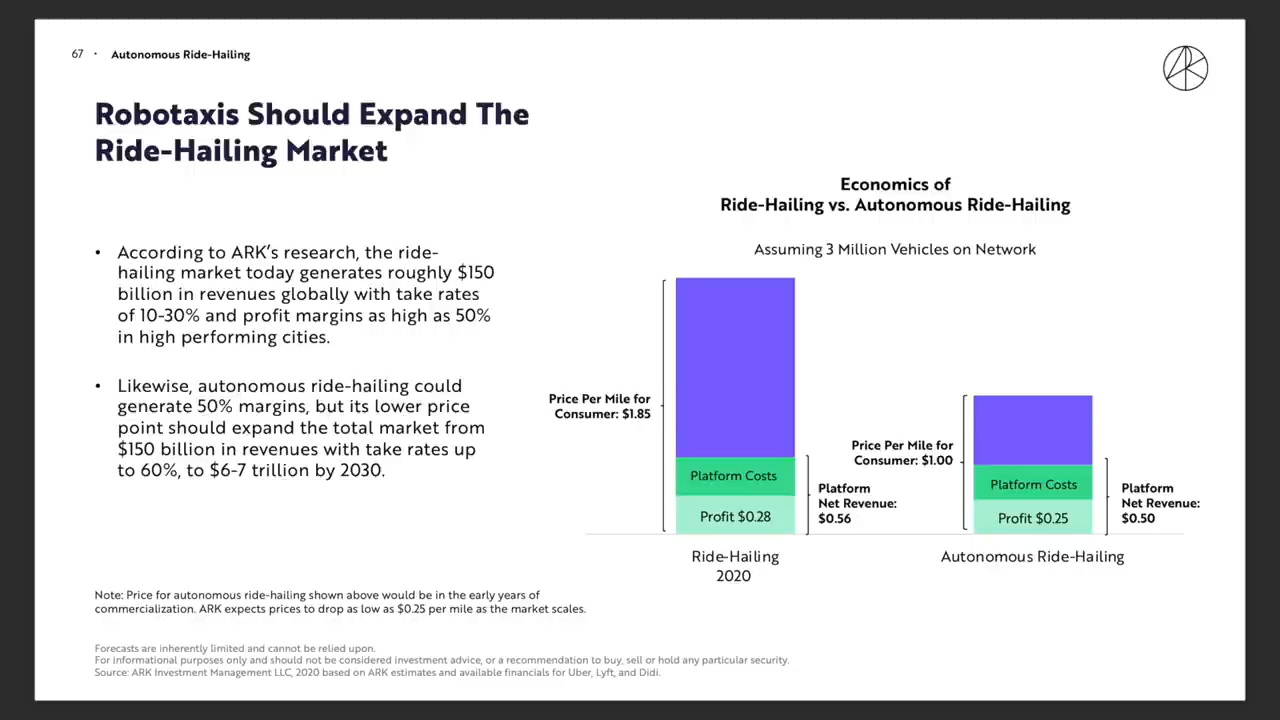 67 • Autonomous Ride-Hailing
Robotaxis Should Expand The
Ride-Hailing Market
• According to ARK's research, the ride-
hailing market today generates roughly $150
billion in revenues globally with take rates
of 10-30% and profit margins as high as 50%
in high performing cities.
• Likewise, autonomous ride-hailing could
generate 50% margins, but its lower price
point should expand the total market from
$150 billion in revenues with take rates up
to 60%, to $6-7 trillion by 2030.
Economics of
Ride-Hailing vs. Autonomous Ride-Hailing
Assuming 3 Million Vehicles on Network
Price Per Mile for
Consumer: $1.85
Platform Costs
Profit $0.28
Platform
Net Revenue:
$0.56
Ride-Hailing
2020
Price Per Mile for
Consumer: $1.00
Platform Costs
Profit $0.25
Platform
Net Revenue:
$0.50
Autonomous Ride-Hailing
Note: Price for autonomous ride-hailing shown above would be in the early years of
commercialization. ARK expects prices to drop as low as $0.25 per mile as the market scales.
Forecasts are inherently limited and cannot be relied upon.
For informational purposes only and should not be considered investment advice, or a recommendation to buy, sell or hold any particular security.
Source: ARK Investment Management LLC, 2020 based on ARK estimates and available financials for Uber, Lyft, and Didi.
ARK